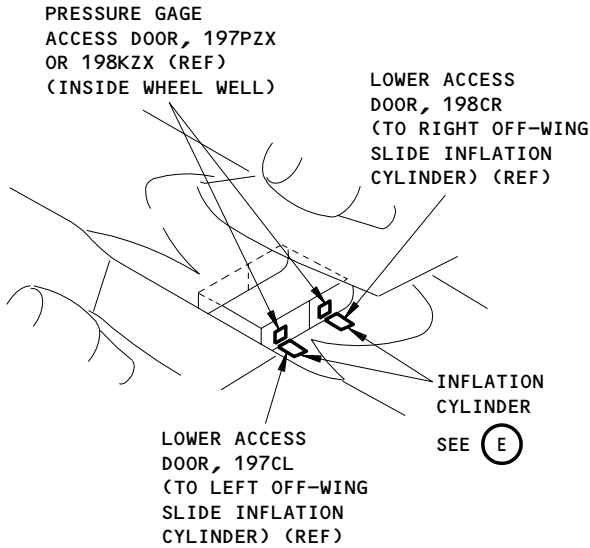 PRESSURE GAGE
ACCESS DOOR, 197PZX
OR 198KZX (REF)
(INSIDE WHEEL WELL)
LOWER ACCESS
DOOR, 198CR
(TO RIGHT OFF-WING
SLIDE INFLATION
CYLINDER) (REF)
INFLATION
CYLINDER
SEE E
LOWER ACCESS
DOOR, 197CL
(TO LEFT OFF-WING
SLIDE INFLATION
CYLINDER) (REF)